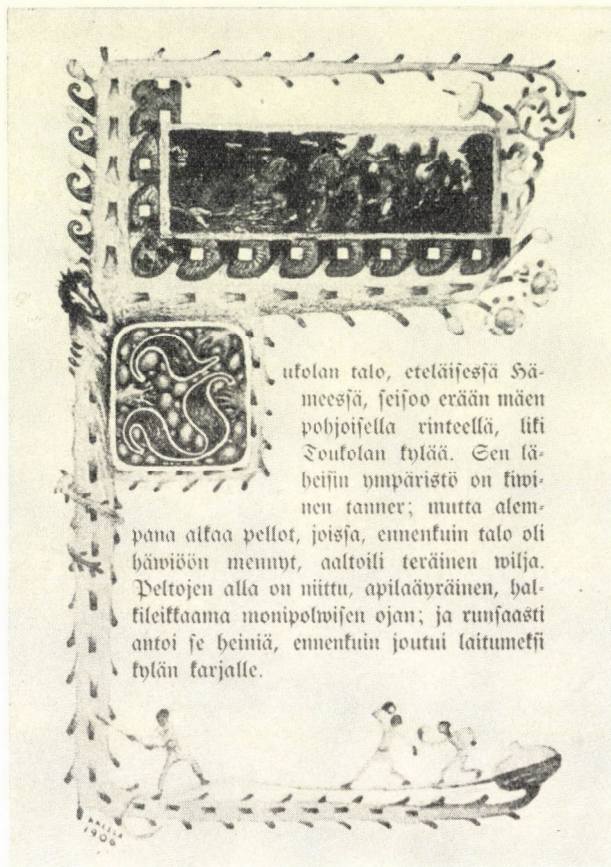 Jukolan talo, eteläisessä Hä-
meessä, seisoo erään mäen
pohjoisella rinteellä, liki
Toukolan kylää. Sen lä-
heisin ympäristö on kiwi-
nen tanner; mutta alem-
pana alkaa pellot, joissa, ennenkuin talo oli
häwiöön mennyt, aaltoili teräinen wilja.
Peltojen alla on niittu, apilaäyräinen, hal-
kileikkaama monipolwisen ojan; ja runsaasti
antoi se heiniä, ennenkuin joutui laitumeksi
kylän karjalle.
1906